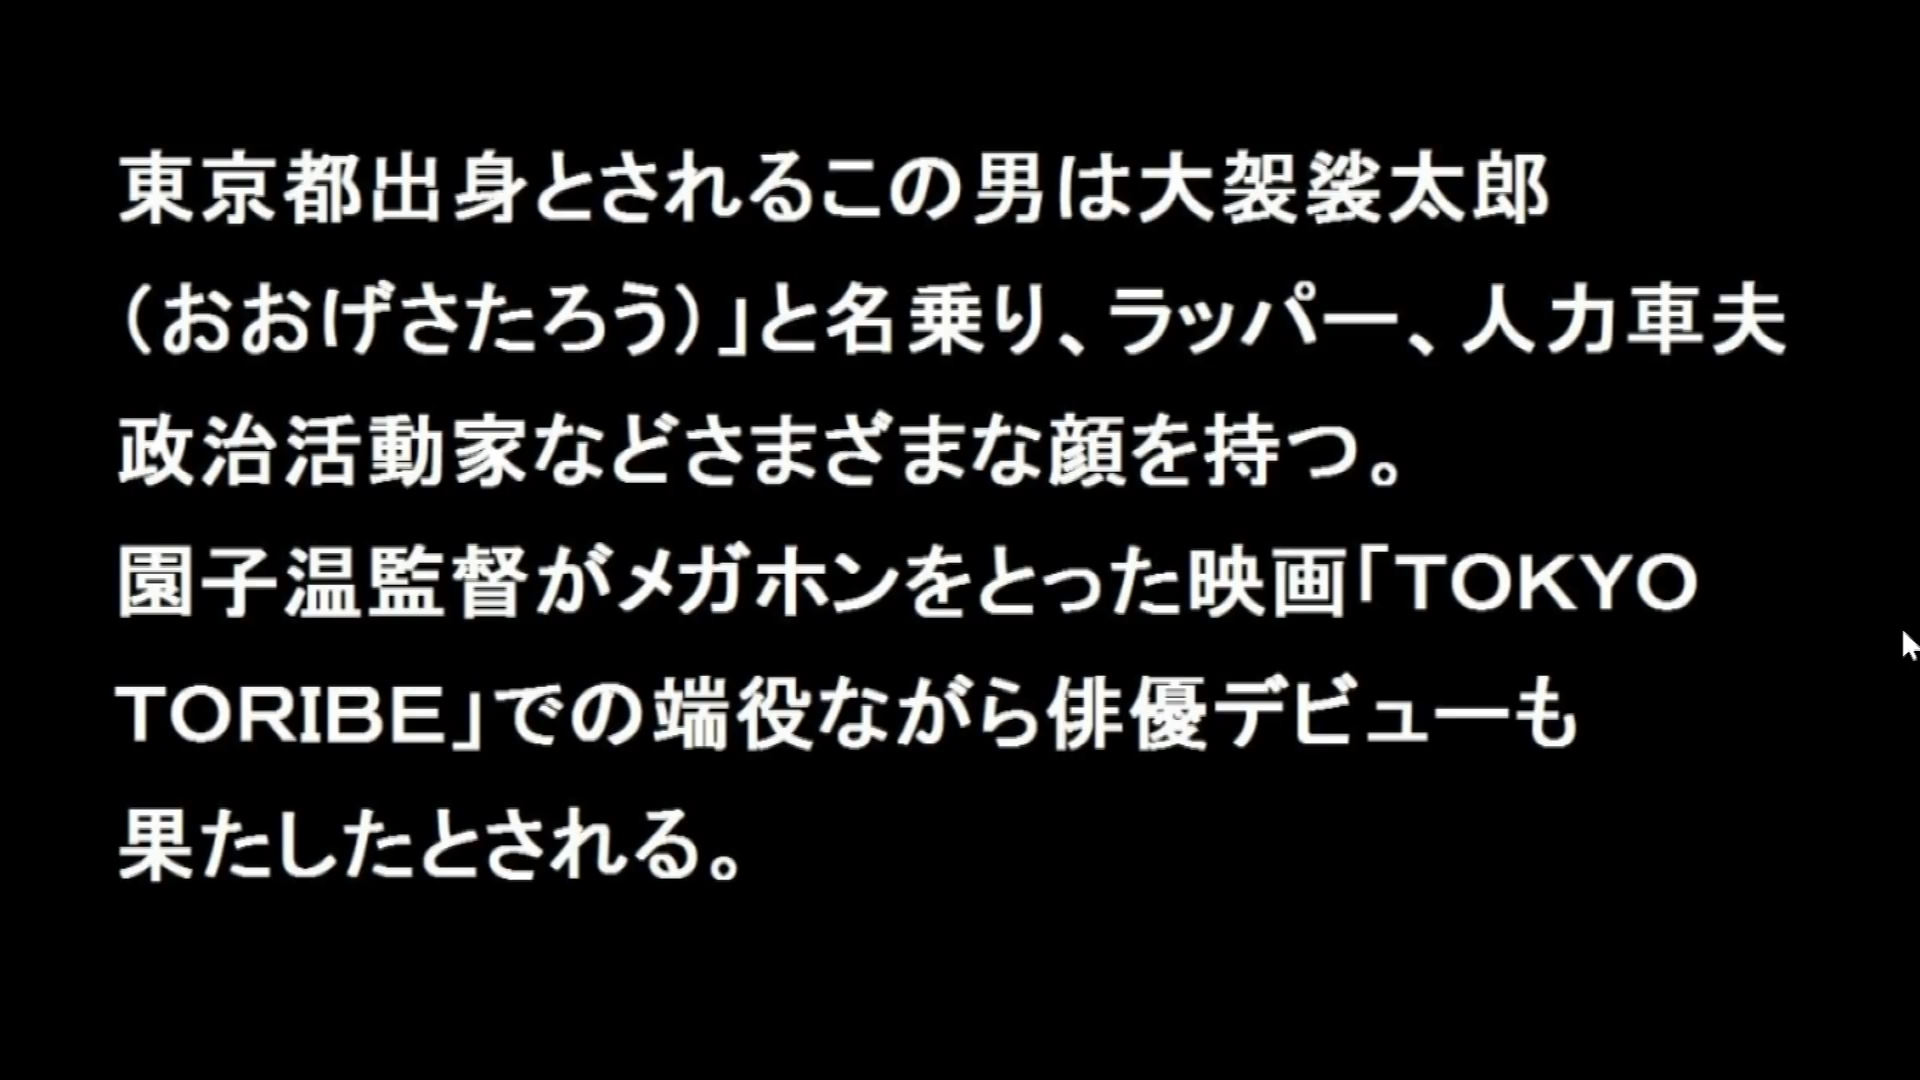 東京都出身とされるこの男は大袈裟太郎
（おおげさたろう）」と名乗り、ラッパー、人力車夫
政治活動家などさまざまな顔を持つ。
園子温監督がメガホンをとった映画「TOKYO
TORIBE」での端役ながら俳優デビューも
果たしたとされる。